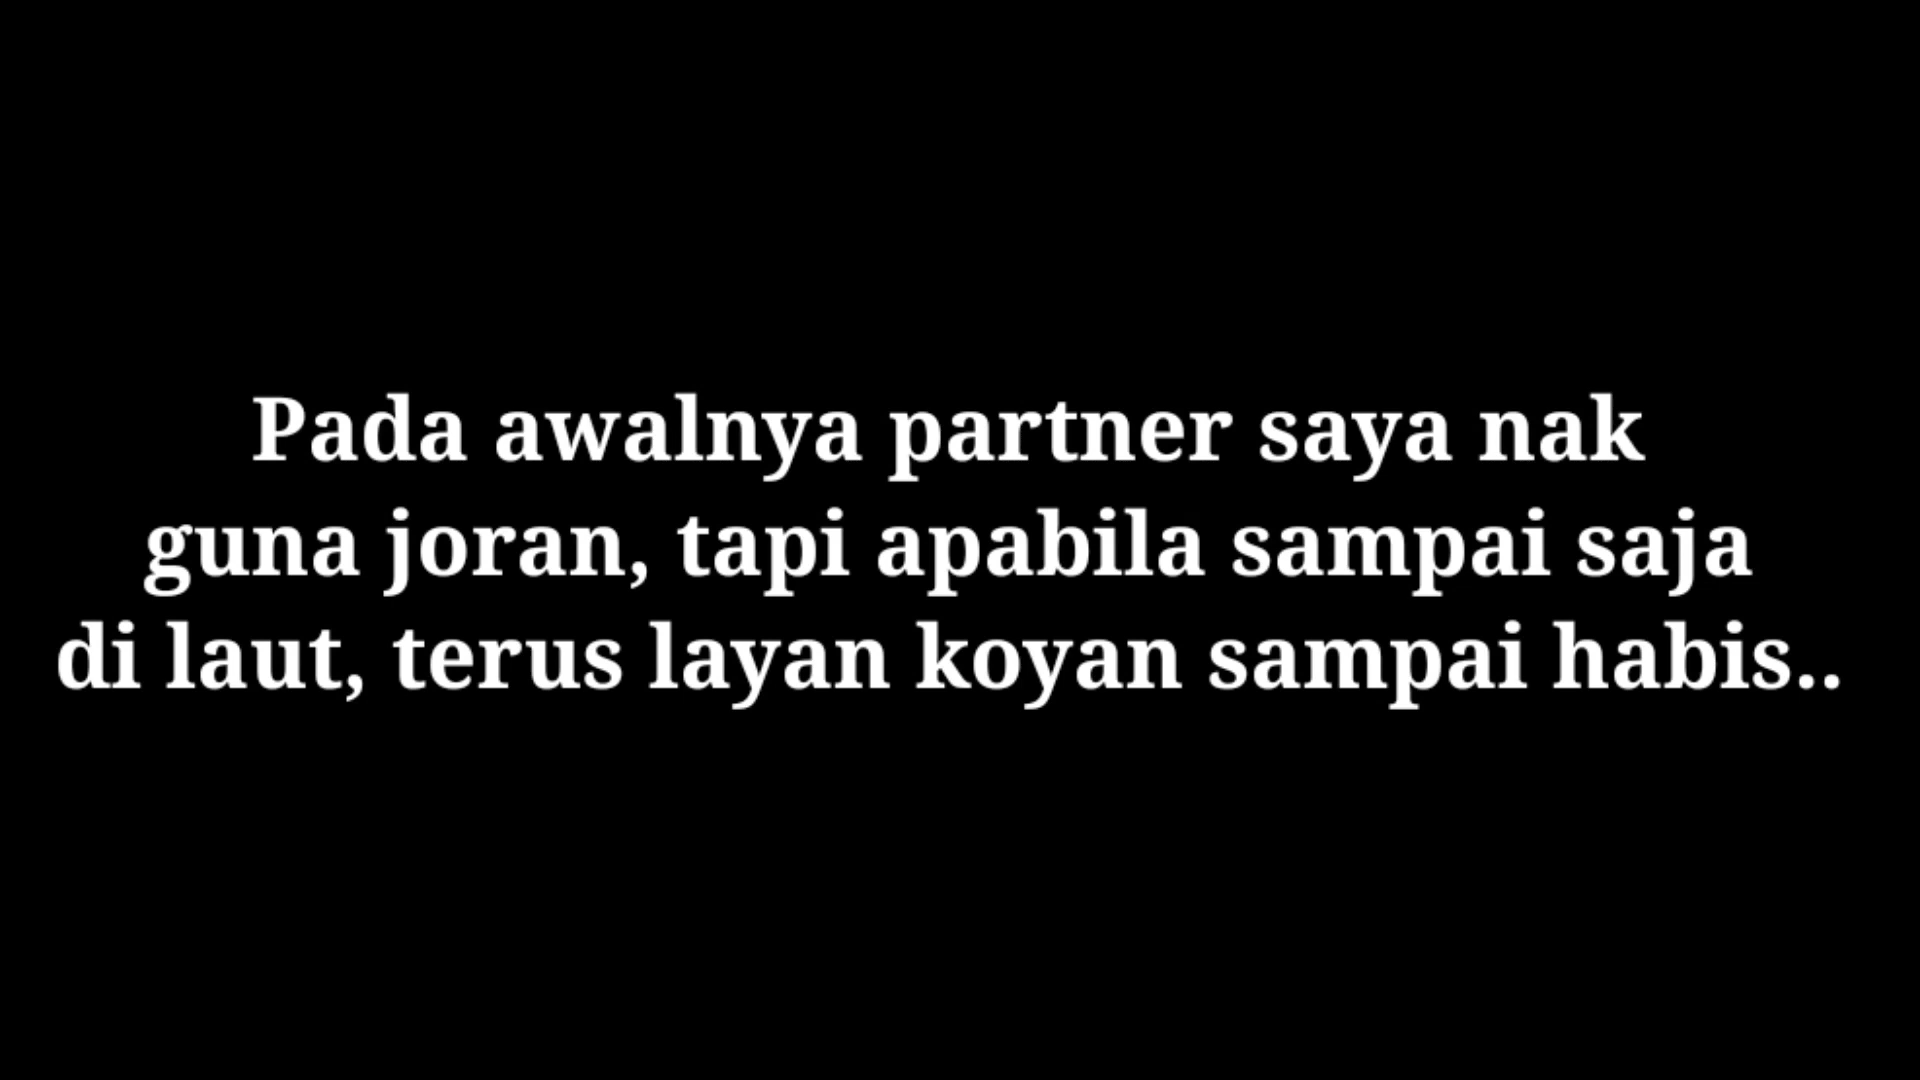 Pada awalnya partner saya nak
guna joran, tapi apabila sampai saja
di laut, terus layan koyan sampai habis..